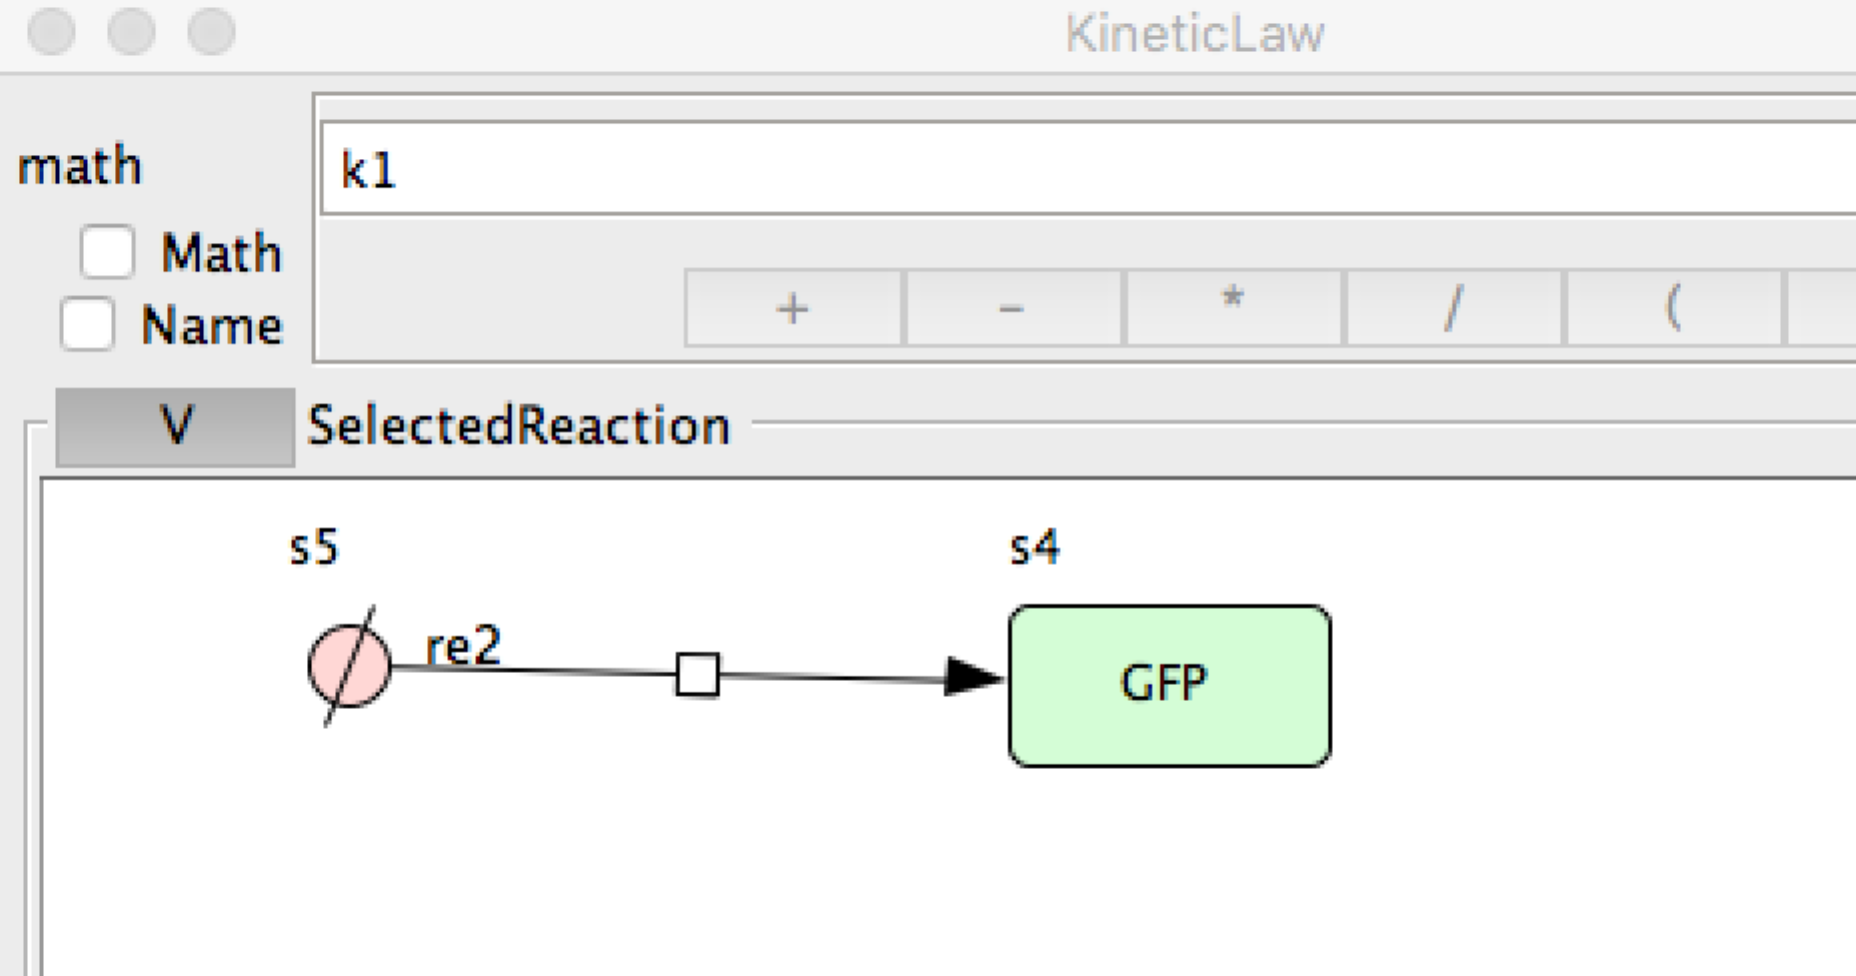 KineticLaw
math
k1
Math
Name
+ - * / (
V SelectedReaction
s5 s4
re2
GFP